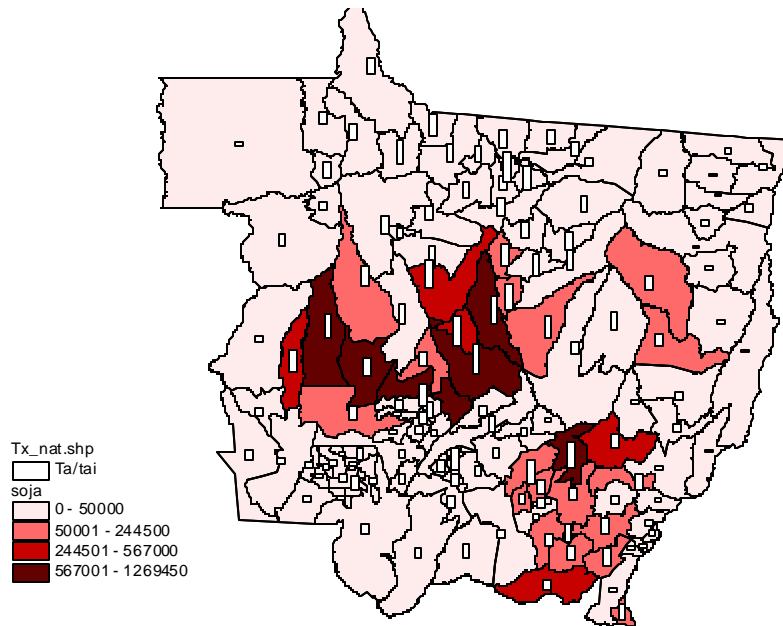 Tx_nat.shp
Ta/tai
soja
0 - 50000
50001 - 244500
244501 - 567000
567001 - 1269450